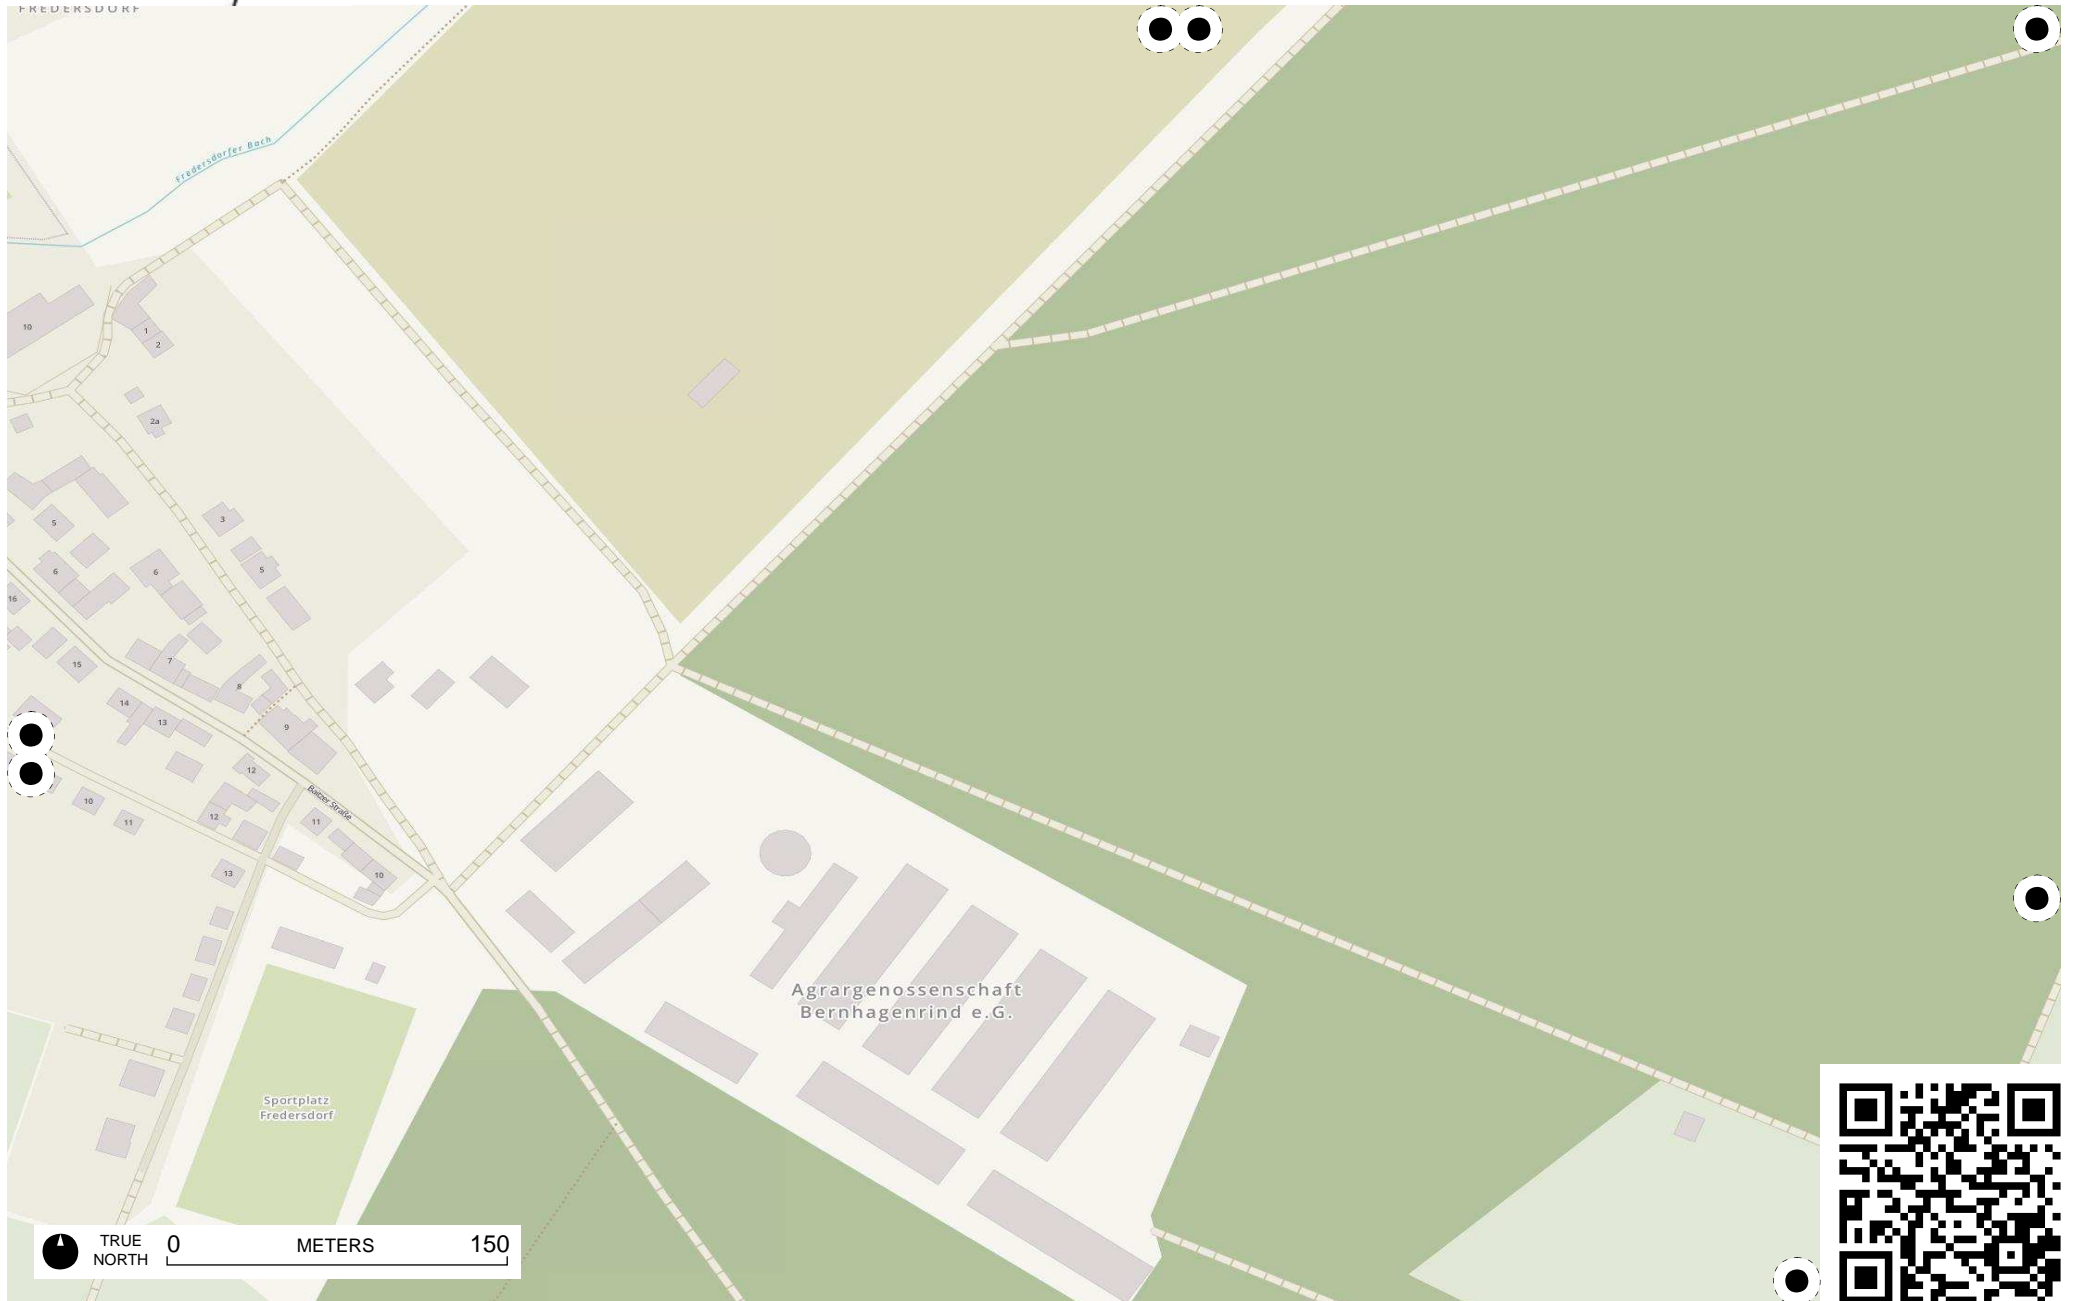 FREDERSDORF
Fredersdorfer Bach
10
1
2
2a
3
5
5
6
6
16
15
7
8
14
13
9
12
10
11
12
Baitzer Straße
11
13
10
Agrargenossenschaft
Bernhagenrind e.G.
Sportplatz
Fredersdorf
TRUE
NORTH
0
METERS
150